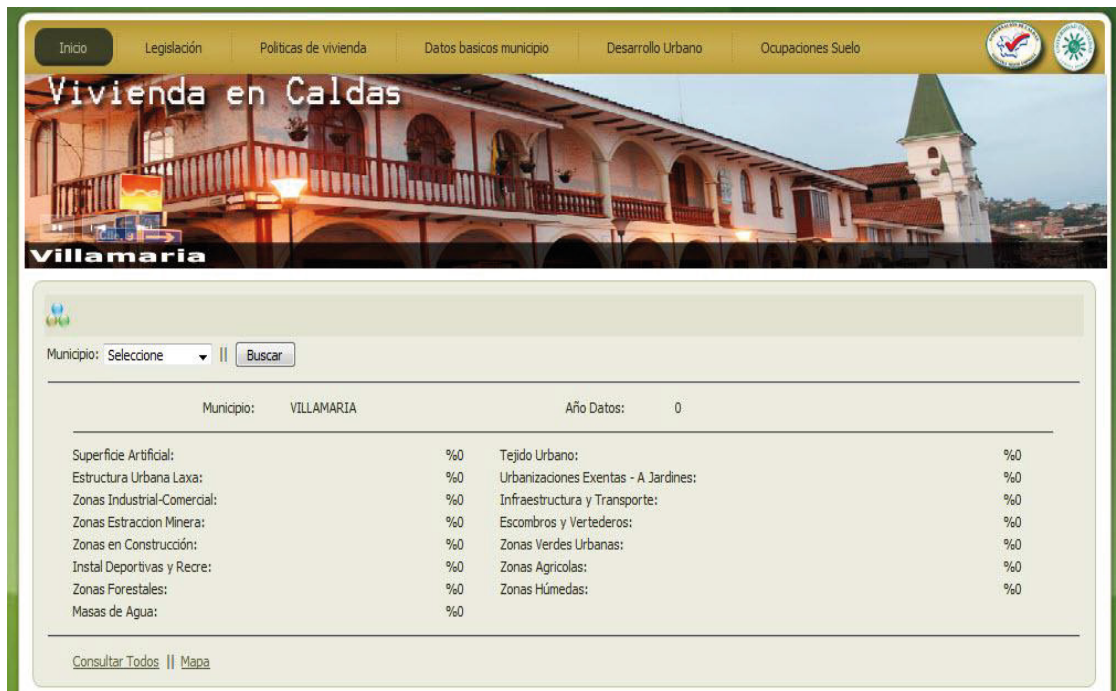 Inicio Legislación Politicas de vivienda Datos basicos municipio Desarrollo Urbano Ocupaciones Suelo
Vivienda en Caldas
Calle. 3
Villamaria
Municipio: Seleccione || Buscar
Municipio: VILLAMARIA Año Datos: 0
Superficie Artificial: %0 Tejido Urbano: %0
Estructura Urbana Laxa: %0 Urbanizaciones Exentas - A Jardines: %0
Zonas Industrial-Comercial: %0 Infraestructura y Transporte: %0
Zonas Estraccion Minera: %0 Escombros y Vertederos: %0
Zonas en Construcción: %0 Zonas Verdes Urbanas: %0
Instal Deportivas y Recre: %0 Zonas Agricolas: %0
Zonas Forestales: %0 Zonas Húmedas: %0
Masas de Agua: %0
Consultar Todos || Mapa